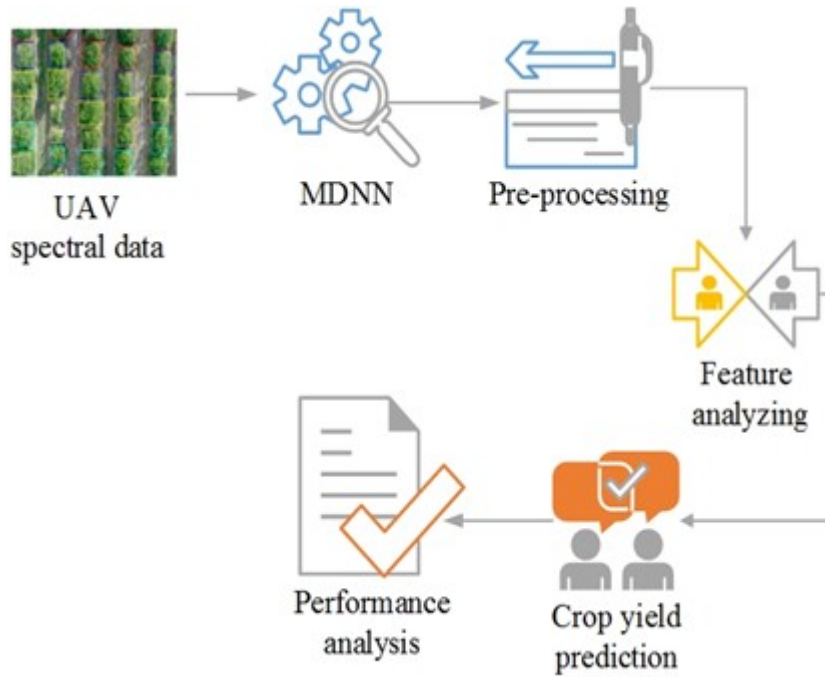 UAV
spectral data
MDNN
Pre-processing
Feature
analyzing
Performance
analysis
Crop yield
prediction